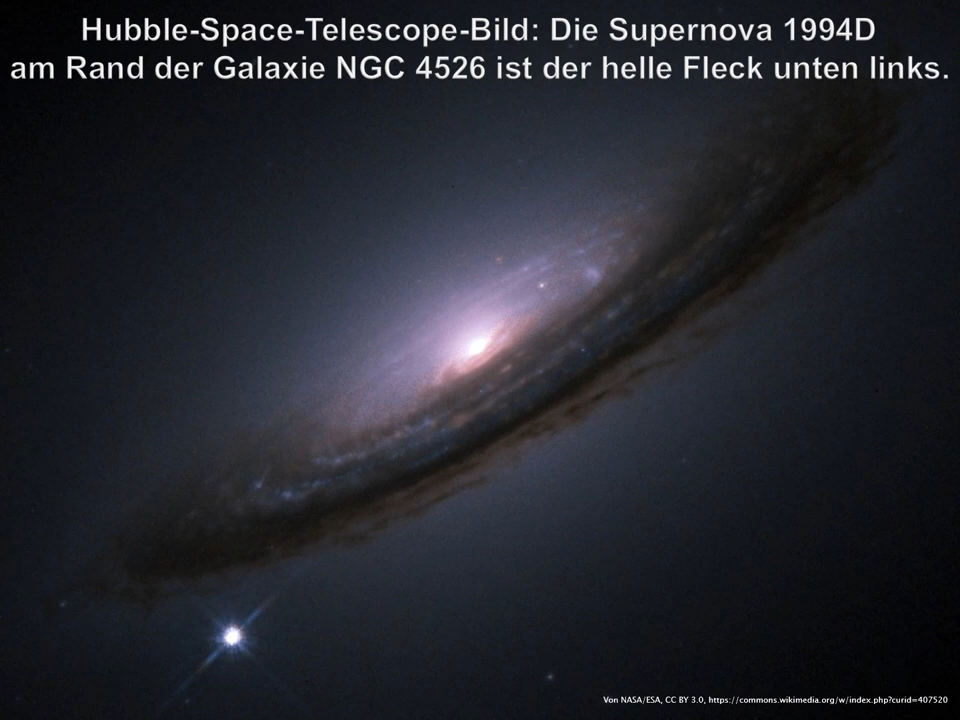 Hubble-Space-Telescope-Bild: Die Supernova 1994D
am Rand der Galaxie NGC 4526 ist der helle Fleck unten links.
Von NASA/ESA, CC BY 3.0, https://commons.wikimedia.org/w/index.php?curid=407520